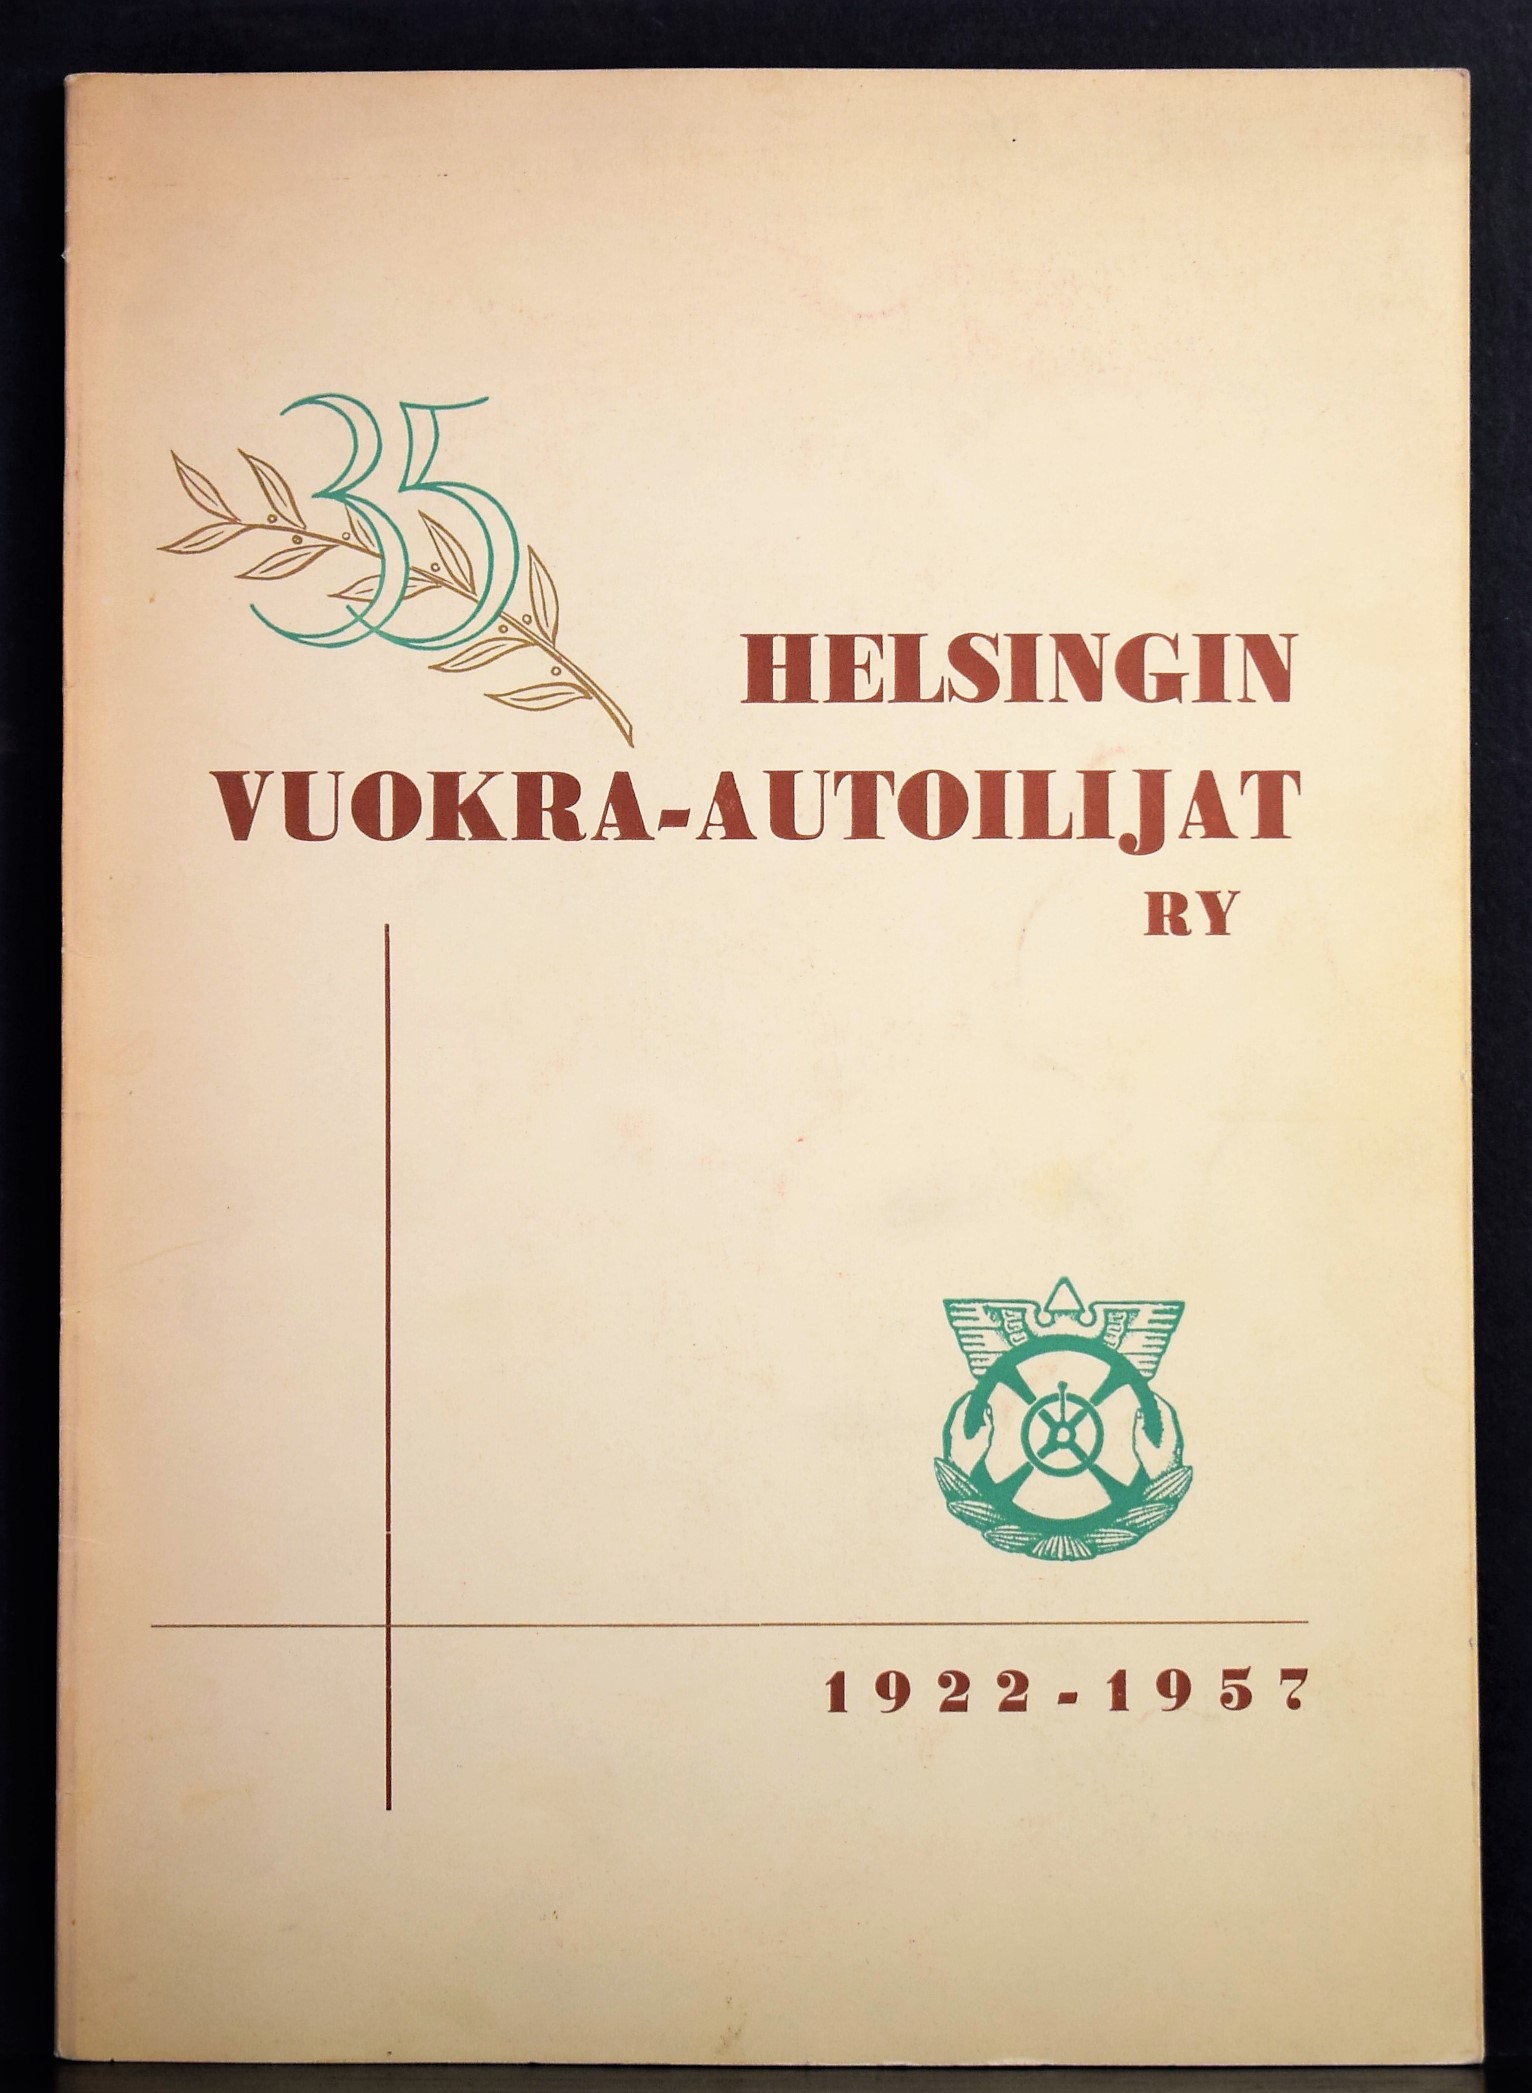 35
HELSINGIN
VUOKRA-AUTOILIJAT
RY
1922-1957